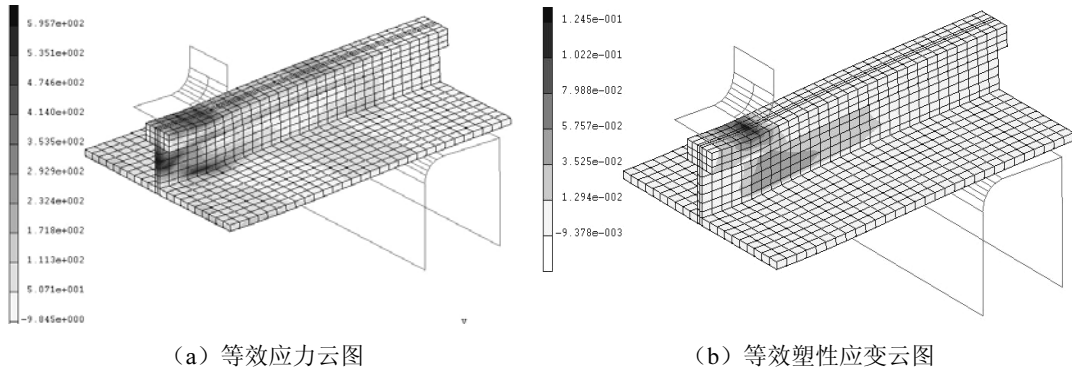 5.957e+002
5.351e+002
4.746e+002
4.140e+002
3.535e+002
2.929e+002
2.324e+002
1.718e+002
1.113e+002
5.071e+001
-9.845e+000
1.245e-001
1.022e-001
7.988e-002
5.757e-002
3.525e-002
1.294e-002
-9.378e-003
（a）等效应力云图
（b）等效塑性应变云图